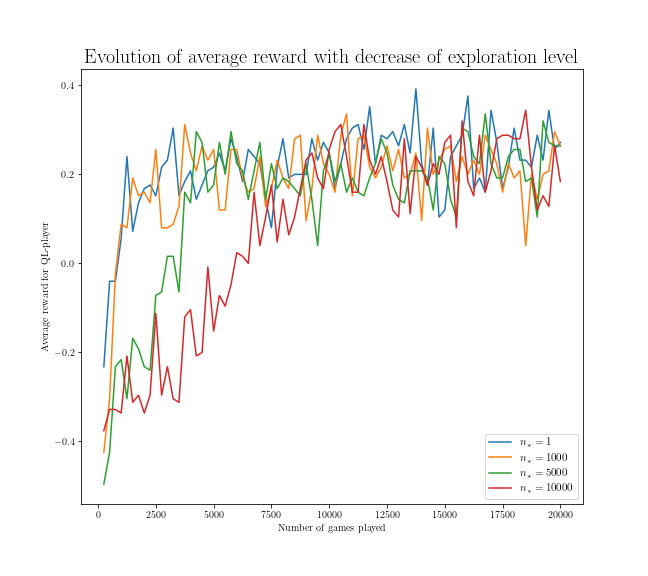 Evolution of average reward with decrease of exploration level
0.4
0.2
0.0
−0.2
−0.4
Average reward for QL-player
n* = 1
n* = 1000
n* = 5000
n* = 10000
0 2500 5000 7500 10000 12500 15000 17500 20000
Number of games played